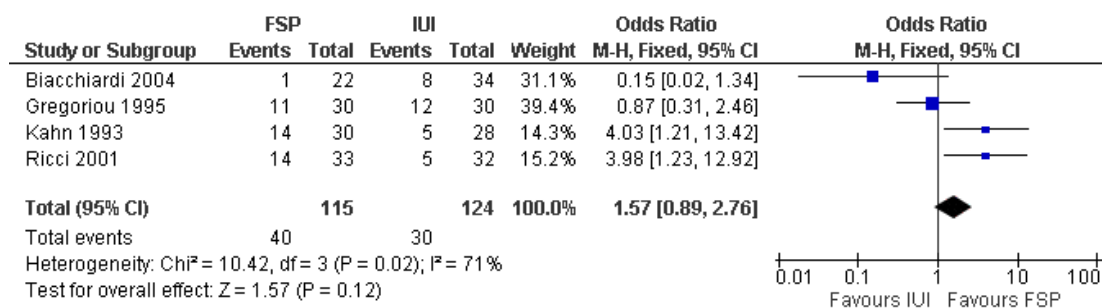 FSP IUI Odds Ratio Odds Ratio
Study or Subgroup Events Total Events Total Weight M-H, Fixed, 95% CI M-H, Fixed, 95% CI
Biacchiardi 2004 1 22 8 34 31.1% 0.15 [0.02, 1.34]
Gregoriou 1995 11 30 12 30 39.4% 0.87 [0.31, 2.46]
Kahn 1993 14 30 5 28 14.3% 4.03 [1.21, 13.42]
Ricci 2001 14 33 5 32 15.2% 3.98 [1.23, 12.92]
Total (95% CI) 115 124 100.0% 1.57 [0.89, 2.76]
Total events 40 30
Heterogeneity: Chi² = 10.42, df = 3 (P = 0.02); I² = 71%
Test for overall effect: Z = 1.57 (P = 0.12)
0.01 0.1 1 10 100
Favours IUI Favours FSP